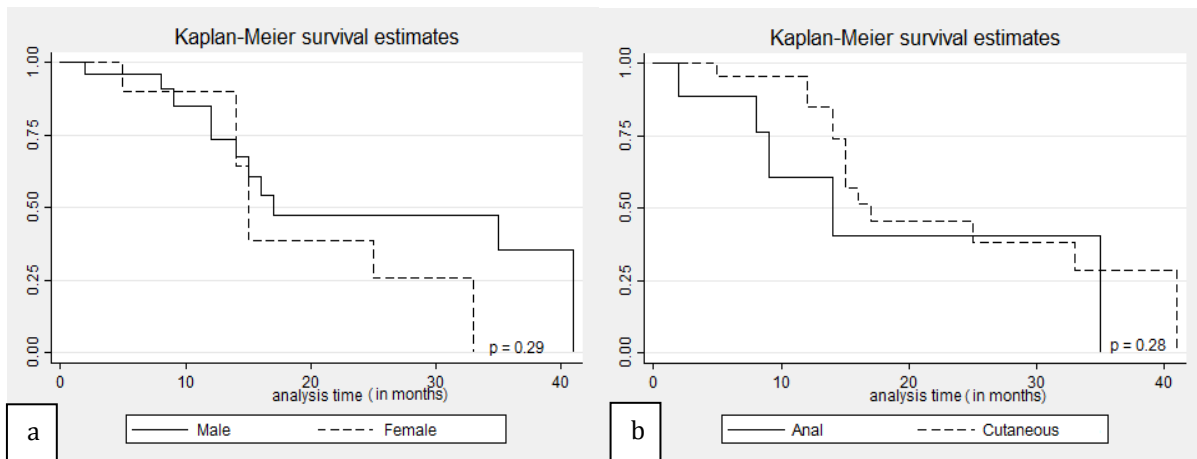 Kaplan-Meier survival estimates
1.00
0.75
0.50
0.25
0.00
p = 0.29
0 10 20 30 40
analysis time (in months)
Male Female
a
Kaplan-Meier survival estimates
1.00
0.75
0.50
0.25
0.00
p = 0.28
0 10 20 30 40
analysis time (in months)
Anal Cutaneous
b